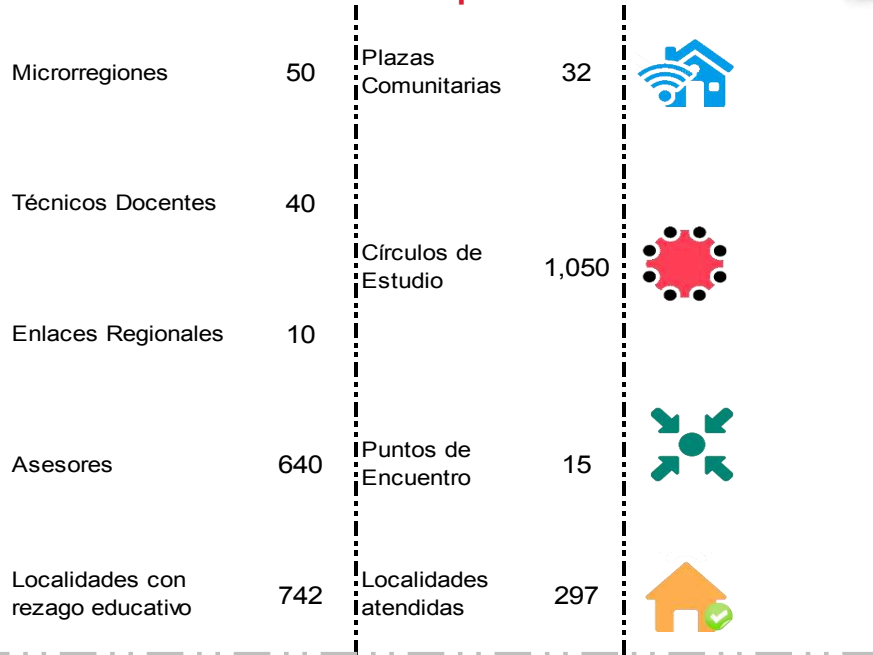 Microrregiones 50
Técnicos Docentes 40
Enlaces Regionales 10
Asesores 640
Localidades con
rezago educativo 742
Plazas
Comunitarias 32
Círculos de
Estudio 1,050
Puntos de
Encuentro 15
Localidades
atendidas 297